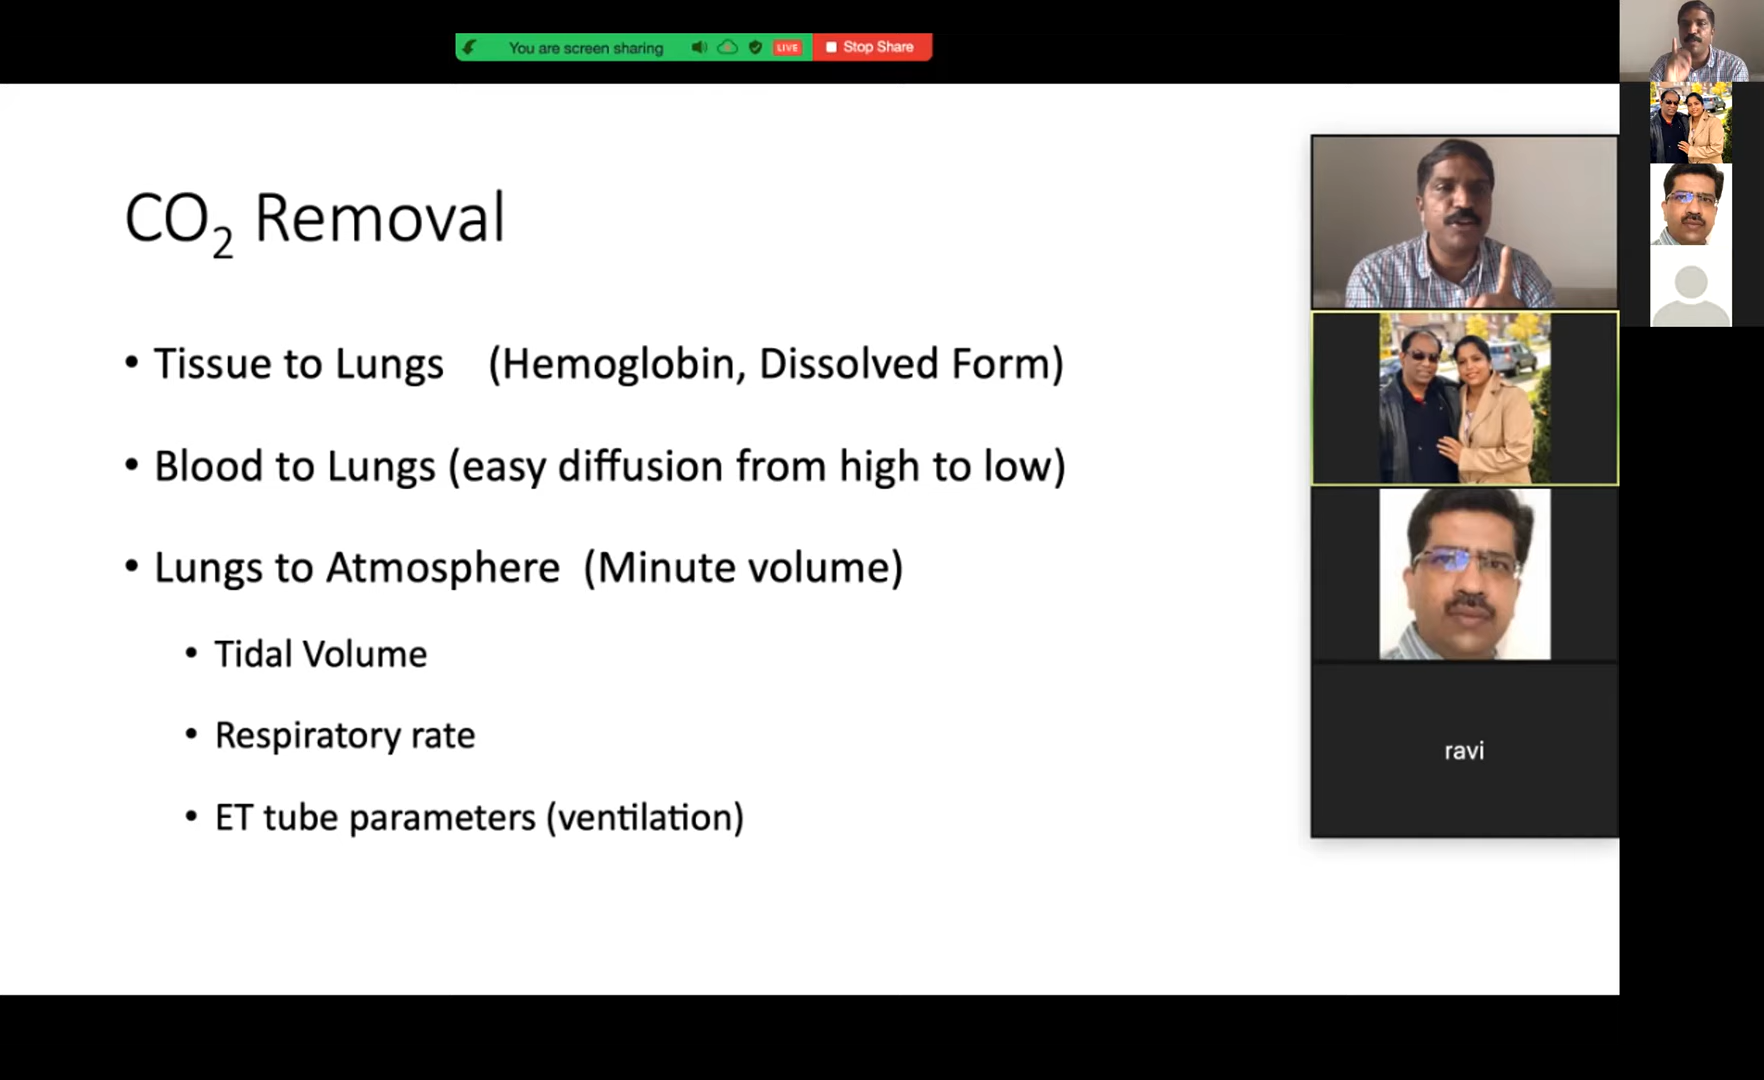 You are screen sharing LIVE Stop Share
CO₂ Removal
• Tissue to Lungs (Hemoglobin, Dissolved Form)
• Blood to Lungs (easy diffusion from high to low)
• Lungs to Atmosphere (Minute volume)
• Tidal Volume
• Respiratory rate
• ET tube parameters (ventilation)
ravi